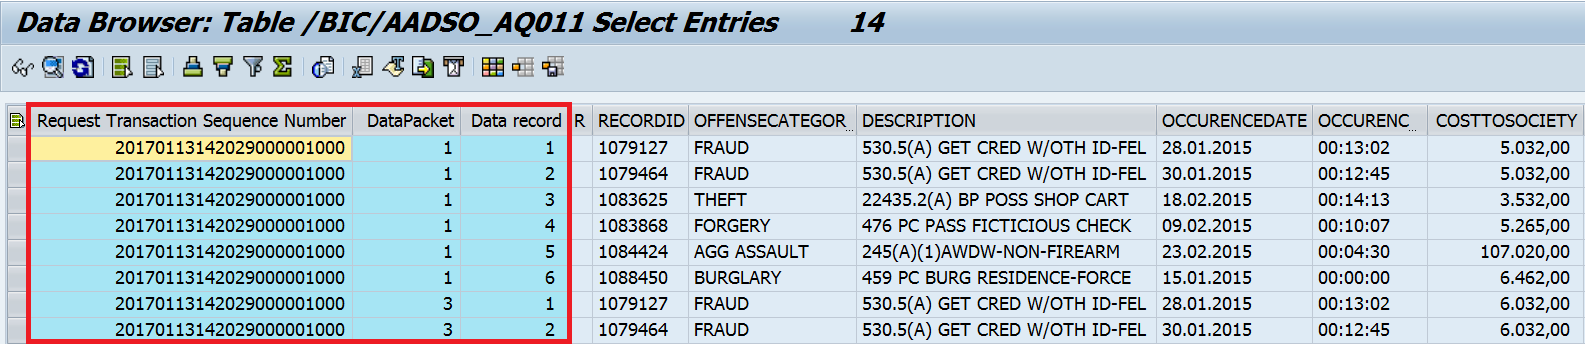 Data Browser: Table /BIC/AADSO_AQ011 Select Entries 14
Request Transaction Sequence Number DataPacket Data record R RECORDID OFFENSECATEGOR DESCRIPTION OCCURENCEDATE OCCURENC COSTTOSOCIETY
20170113142029000001000 1 1 1079127 FRAUD 530.5(A) GET CRED W/OTH ID-FEL 28.01.2015 00:13:02 5.032,00
20170113142029000001000 1 2 1079464 FRAUD 530.5(A) GET CRED W/OTH ID-FEL 30.01.2015 00:12:45 5.032,00
20170113142029000001000 1 3 1083625 THEFT 22435.2(A) BP POSS SHOP CART 18.02.2015 00:14:13 3.532,00
20170113142029000001000 1 4 1083868 FORGERY 476 PC PASS FICTICIOUS CHECK 09.02.2015 00:10:07 5.265,00
20170113142029000001000 1 5 1084424 AGG ASSAULT 245(A)(1)AWDW-NON-FIREARM 23.02.2015 00:04:30 107.020,00
20170113142029000001000 1 6 1088450 BURGLARY 459 PC BURG RESIDENCE-FORCE 15.01.2015 00:00:00 6.462,00
20170113142029000001000 3 1 1079127 FRAUD 530.5(A) GET CRED W/OTH ID-FEL 28.01.2015 00:13:02 6.032,00
20170113142029000001000 3 2 1079464 FRAUD 530.5(A) GET CRED W/OTH ID-FEL 30.01.2015 00:12:45 6.032,00